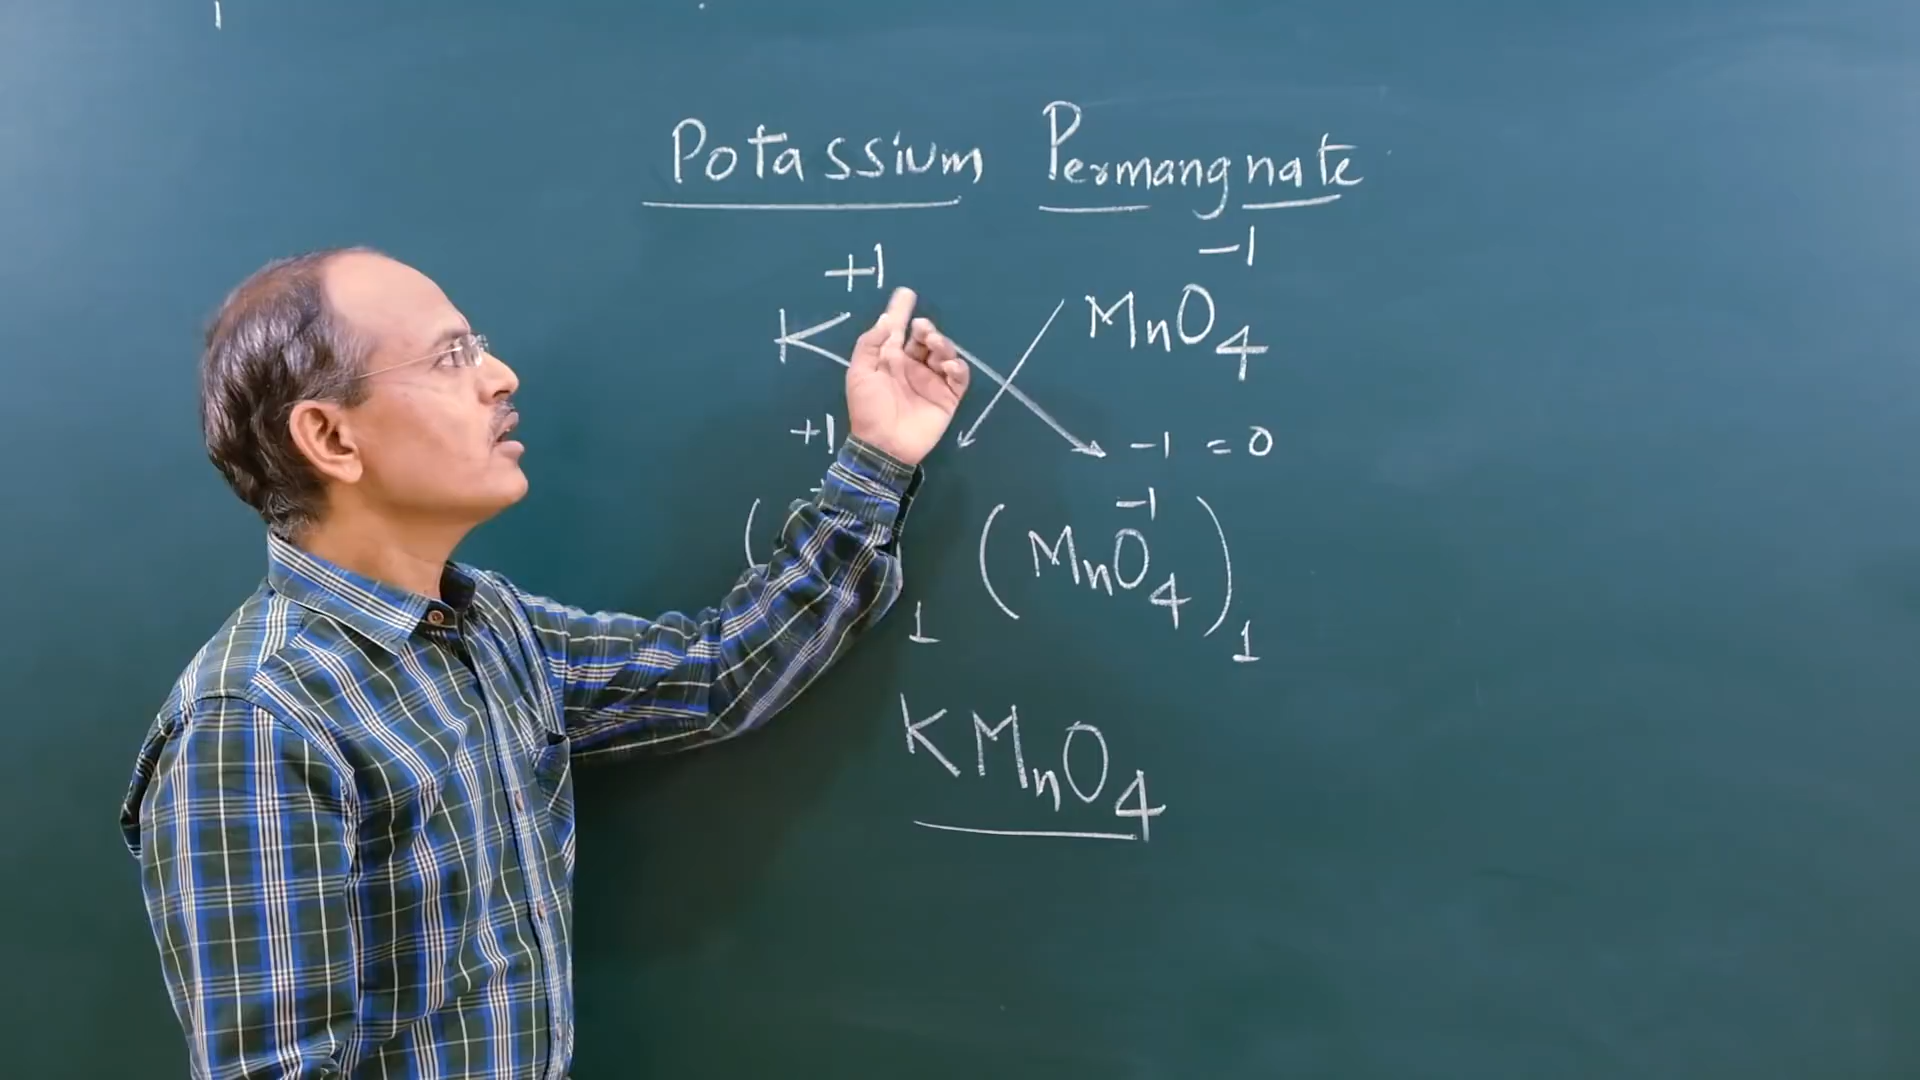 Potassium Permangnate
+1 -1
K MnO4
+1 -1 = 0
( (MnO4-1)1
1
KMnO4